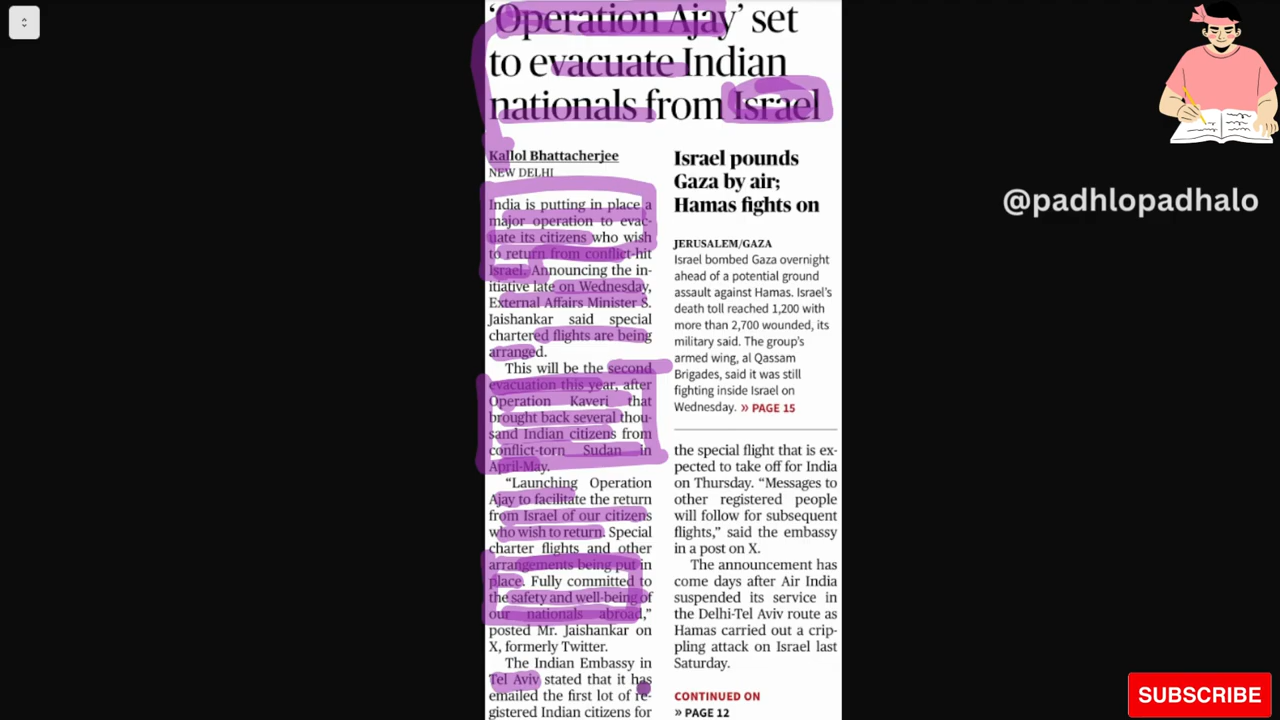 ‘Operation Ajay’ set
to evacuate Indian
nationals from Israel
Kallol Bhattacherjee
NEW DELHI
India is putting in place a
major operation to evac-
uate its citizens who wish
to return from conflict-hit
Israel. Announcing the in-
itiative late on Wednesday,
External Affairs Minister S.
Jaishankar said special
chartered flights are being
arranged.
This will be the second
evacuation this year, after
Operation Kaveri that
brought back several thou-
sand Indian citizens from
conflict-torn Sudan in
April-May.
“Launching Operation
Ajay to facilitate the return
from Israel of our citizens
who wish to return. Special
charter flights and other
arrangements being put in
place. Fully committed to
the safety and well-being of
our nationals abroad,”
posted Mr. Jaishankar on
X, formerly Twitter.
The Indian Embassy in
Tel Aviv stated that it has
emailed the first lot of re-
gistered Indian citizens for
Israel pounds
Gaza by air;
Hamas fights on
JERUSALEM/GAZA
Israel bombed Gaza overnight
ahead of a potential ground
assault against Hamas. Israel’s
death toll reached 1,200 with
more than 2,700 wounded, its
military said. The group’s
armed wing, al Qassam
Brigades, said it was still
fighting inside Israel on
Wednesday. » PAGE 15
the special flight that is ex-
pected to take off for India
on Thursday. “Messages to
other registered people
will follow for subsequent
flights,” said the embassy
in a post on X.
The announcement has
come days after Air India
suspended its service in
the Delhi-Tel Aviv route as
Hamas carried out a crip-
pling attack on Israel last
Saturday.
CONTINUED ON
» PAGE 12
@padhlopadhalo
SUBSCRIBE